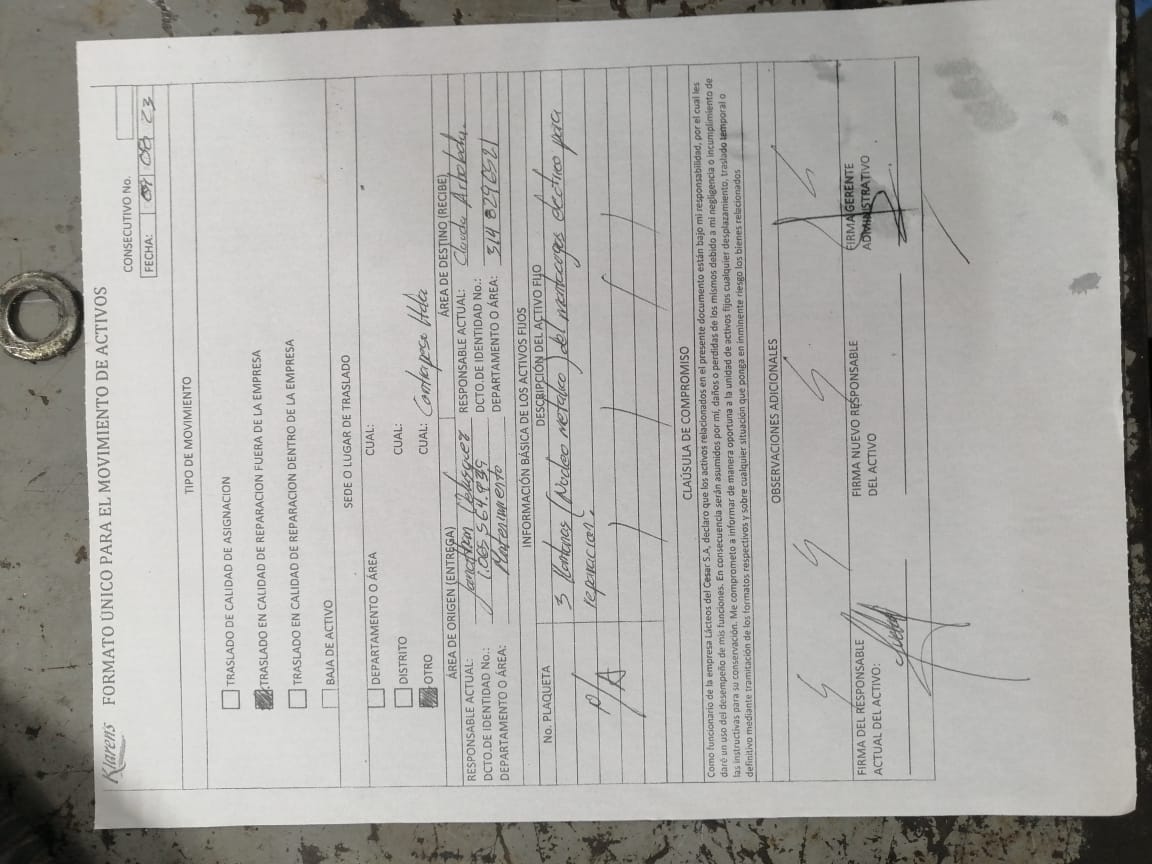 Klarens FORMATO UNICO PARA EL MOVIMIENTO DE ACTIVOS
CONSECUTIVO No.
FECHA: 09 08 23
TIPO DE MOVIMIENTO
TRASLADO DE CALIDAD DE ASIGNACION
TRASLADO EN CALIDAD DE REPARACION FUERA DE LA EMPRESA
TRASLADO EN CALIDAD DE REPARACION DENTRO DE LA EMPRESA
BAJA DE ACTIVO
SEDE O LUGAR DE TRASLADO
DEPARTAMENTO O ÁREA CUAL:
DISTRITO CUAL:
OTRO CUAL: Contrapeso ltda
ÁREA DE ORIGEN (ENTREGA) ÁREA DE DESTINO (RECIBE)
RESPONSABLE ACTUAL: Jonathan Velasquez RESPONSABLE ACTUAL: Claudia Arboleda.
DCTO.DE IDENTIDAD No.: DCTO.DE IDENTIDAD No.: 314 8290521
DEPARTAMENTO O ÁREA: Mantenimiento DEPARTAMENTO O ÁREA:
INFORMACIÓN BÁSICA DE LOS ACTIVOS FIJOS
No. PLAQUETA DESCRIPCIÓN DEL ACTIVO FIJO
3 (Nucleo metalico) del montacargas electrico para
N/A reparacion.
CLAÚSULA DE COMPROMISO
Como funcionario de la empresa Lácteos del Cesar S.A, declaro que los activos relacionados en el presente documento están bajo mi responsabilidad, por el cual les
daré un uso del desempeño de mis funciones. En consecuencia serán asumidos por mí, daños o perdidas de los mismos debido a mi negligencia o incumplimiento de
las instructivas para su conservación. Me comprometo a informar de manera oportuna a la unidad de activos fijos cualquier desplazamiento, traslado temporal o
definitivo mediante tramitación de los formatos respectivos y sobre cualquier situación que ponga en inminente riesgo los bienes relacionados
OBSERVACIONES ADICIONALES
FIRMA DEL RESPONSABLE FIRMA NUEVO RESPONSABLE FIRMA GERENTE
ACTUAL DEL ACTIVO: DEL ACTIVO ADMINISTRATIVO